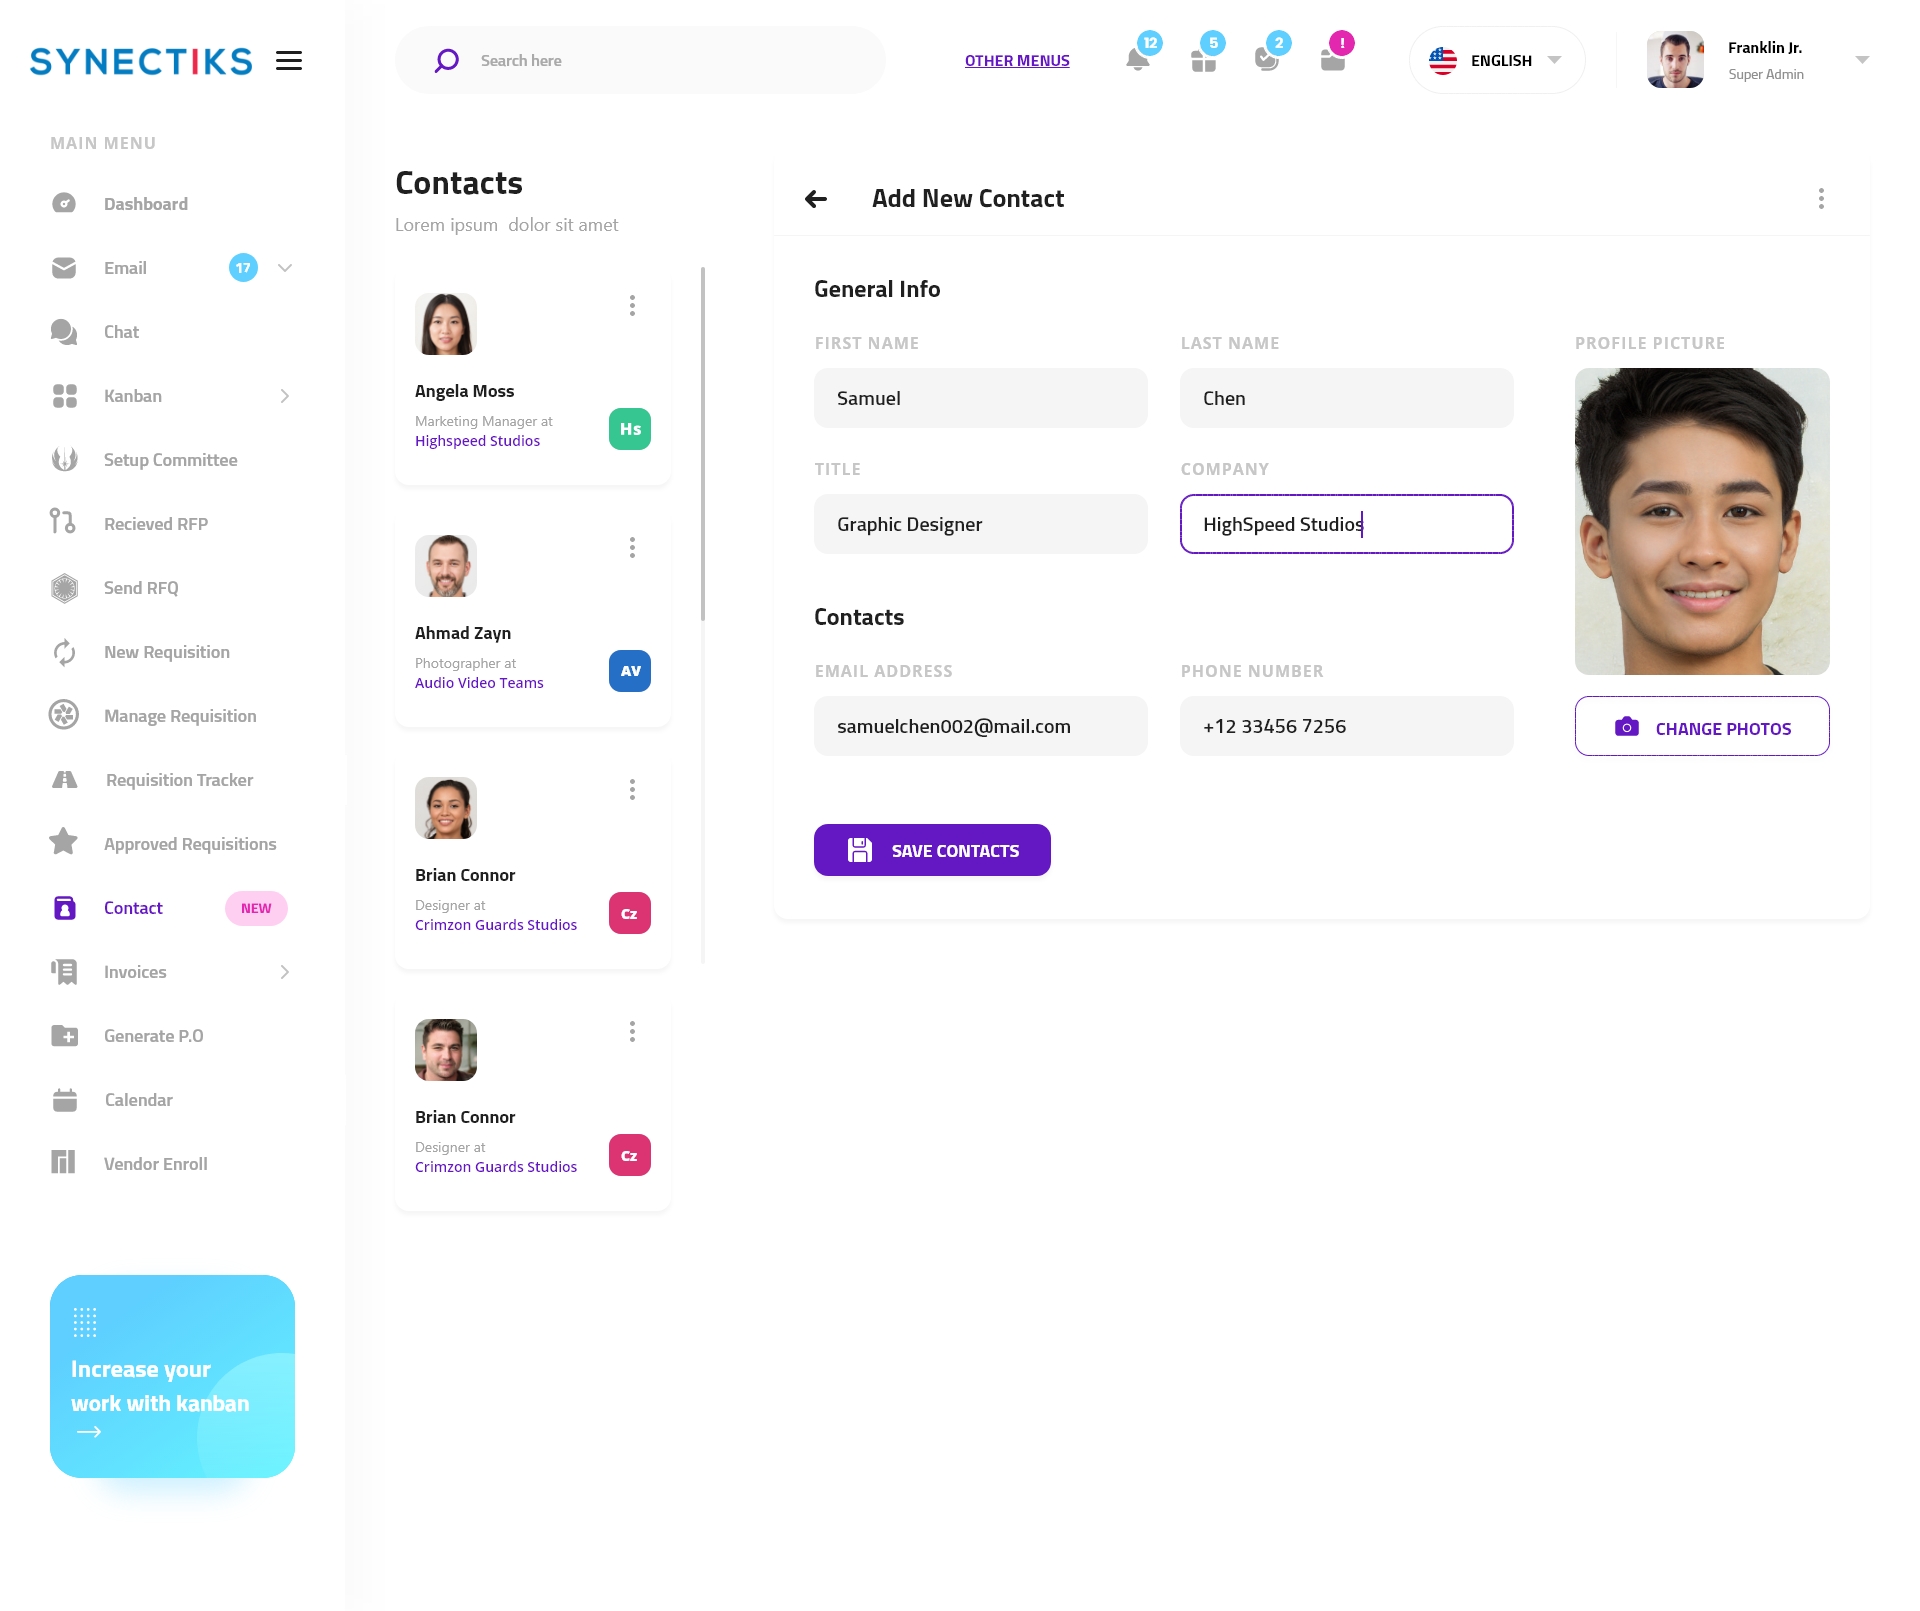 SYNECTIKS
Search here
OTHER MENUS
12
5
2
!
ENGLISH
Franklin Jr.
Super Admin
MAIN MENU
Dashboard
Email
17
Chat
Kanban
Setup Committee
Recieved RFP
Send RFQ
New Requisition
Manage Requisition
Requisition Tracker
Approved Requisitions
Contact
NEW
Invoices
Generate P.O
Calendar
Vendor Enroll
Increase your
work with kanban
Contacts
Lorem ipsum  dolor sit amet
Angela Moss
Marketing Manager at
Highspeed Studios
Hs
Ahmad Zayn
Photographer at
Audio Video Teams
AV
Brian Connor
Designer at
Crimzon Guards Studios
Cz
Brian Connor
Designer at
Crimzon Guards Studios
Cz
Add New Contact
General Info
FIRST NAME
Samuel
LAST NAME
Chen
PROFILE PICTURE
TITLE
Graphic Designer
COMPANY
HighSpeed Studios
Contacts
EMAIL ADDRESS
samuelchen002@mail.com
PHONE NUMBER
+12 33456 7256
CHANGE PHOTOS
SAVE CONTACTS